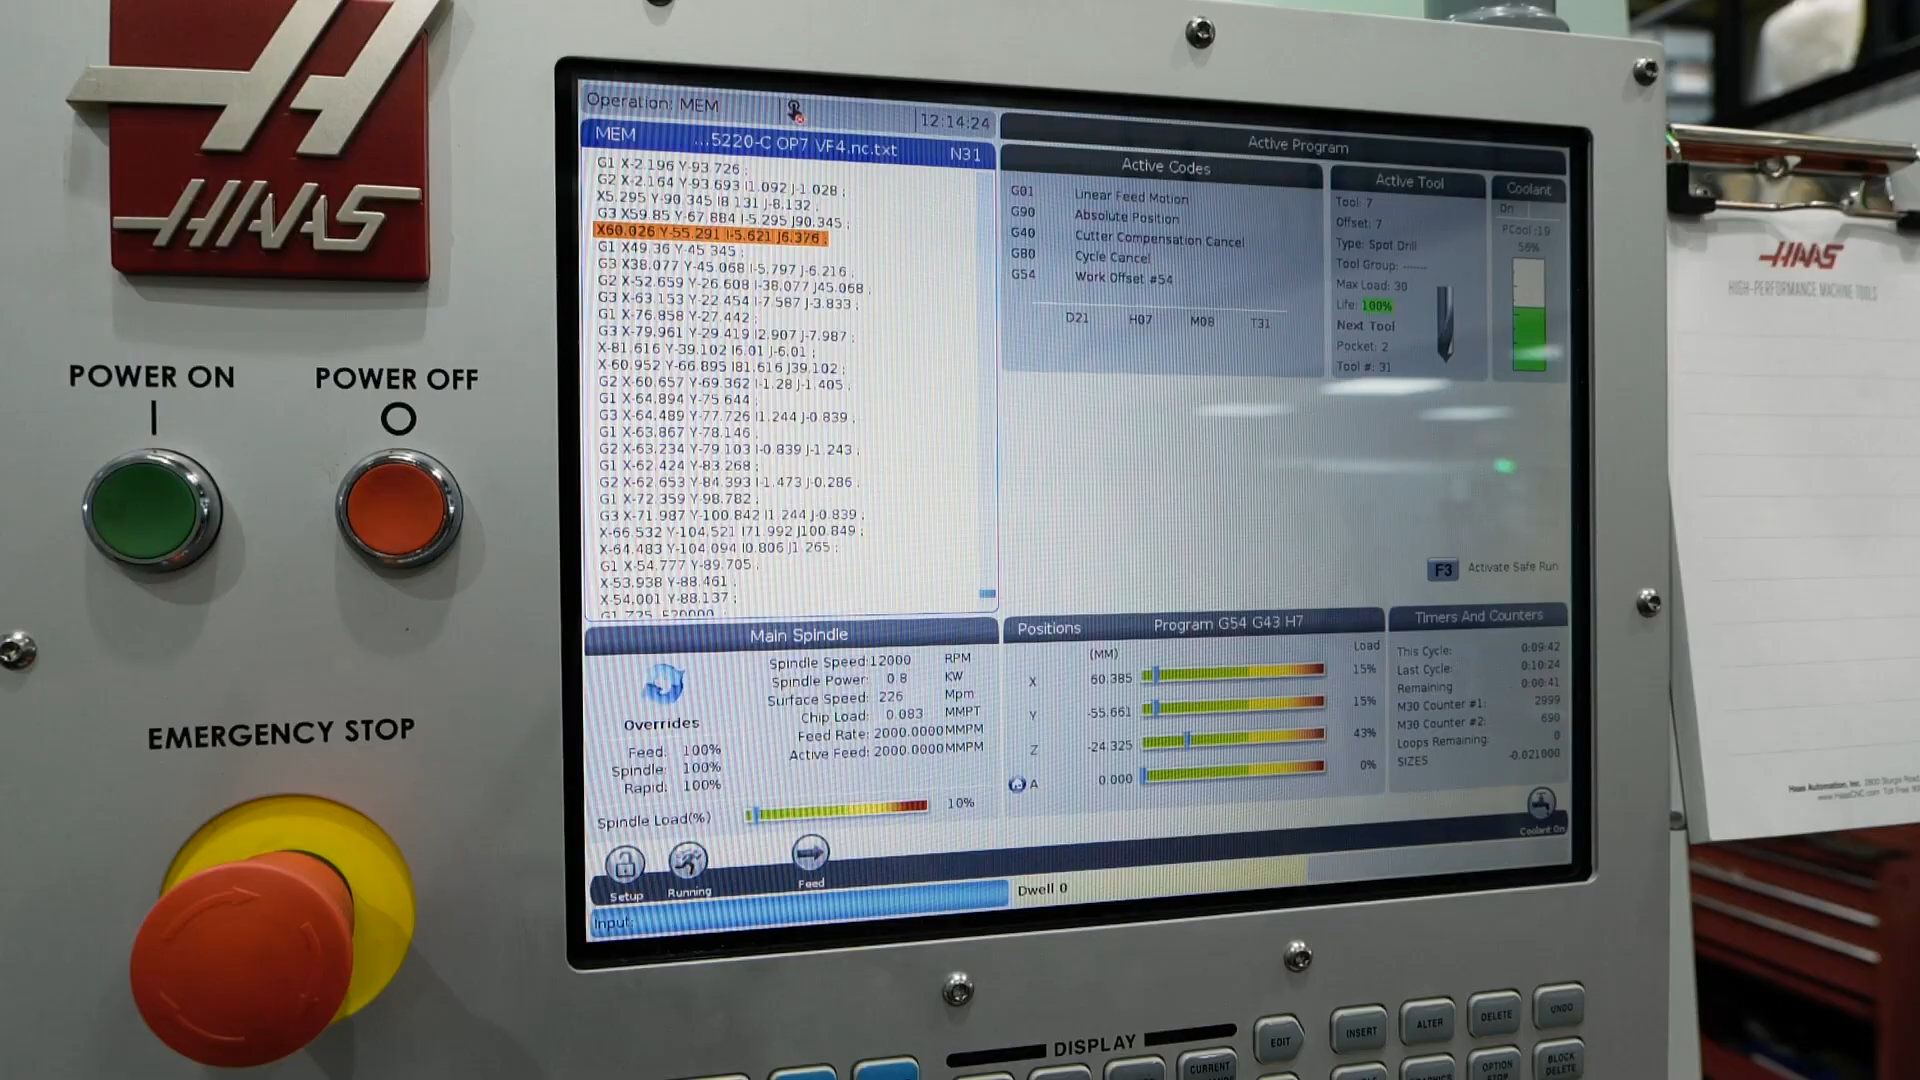 HAAS
POWER ON
POWER OFF
EMERGENCY STOP
Operation: MEM
12:14:24
MEM ...5220-C OP7 VF4.nc.txt N31
G1 X-2.196 Y-93.726 ;
G2 X-2.164 Y-93.693 I1.092 J-1.028 ;
X5.295 Y-90.345 I8.131 J-8.132 ;
G3 X59.85 Y-67.884 I-5.295 J90.345 ;
X60.026 Y-55.291 I-5.621 J6.376 ;
G1 X49.36 Y-45.345 ;
G3 X38.077 Y-45.068 I-5.797 J-6.216 ;
G2 X-52.659 Y-26.608 I-38.077 J45.068 ;
G3 X-63.153 Y-22.454 I-7.587 J-3.833 ;
G1 X-76.858 Y-27.442 ;
G3 X-79.961 Y-29.419 I2.907 J-7.987 ;
X-81.616 Y-39.102 I6.01 J-6.01 ;
X-60.952 Y-66.895 I81.616 J39.102 ;
G2 X-60.657 Y-69.362 I-1.28 J-1.405 ;
G1 X-64.894 Y-75.644 ;
G3 X-64.489 Y-77.726 I1.244 J-0.839 ;
G1 X-63.867 Y-78.146 ;
G2 X-63.234 Y-79.103 I-0.839 J-1.243 ;
G1 X-62.424 Y-83.268 ;
G2 X-62.653 Y-84.393 I-1.473 J-0.286 ;
G1 X-72.359 Y-98.782 ;
G3 X-71.987 Y-100.842 I1.244 J-0.839 ;
X-66.532 Y-104.521 I71.992 J100.849 ;
X-64.483 Y-104.094 I0.806 J1.265 ;
G1 X-54.777 Y-89.705 ;
X-53.938 Y-88.461 ;
X-54.001 Y-88.137 ;
G1 Z25. F20000. ;
Active Program
Active Codes
G01 Linear Feed Motion
G90 Absolute Position
G40 Cutter Compensation Cancel
G80 Cycle Cancel
G54 Work Offset #54
D21 H07 M08 T31
Active Tool
Tool: 7
Offset: 7
Type: Spot Drill
Tool Group: ------
Max Load: 30
Life: 100%
Next Tool
Pocket: 2
Tool #: 31
Coolant
On
PCool :19
56%
F3 Activate Safe Run
Main Spindle
Overrides
Feed: 100%
Spindle: 100%
Rapid: 100%
Spindle Speed: 12000 RPM
Spindle Power: 0.8 KW
Surface Speed: 226 Mpm
Chip Load: 0.083 MMPT
Feed Rate: 2000.0000 MMPM
Active Feed: 2000.0000 MMPM
Spindle Load(%) 10%
Positions Program G54 G43 H7
(MM) Load
X 60.385 15%
Y -55.661 15%
Z -24.325 43%
A 0.000 0%
Timers And Counters
This Cycle: 0:09:42
Last Cycle: 0:10:24
Remaining 0:00:41
M30 Counter #1: 2999
M30 Counter #2: 690
Loops Remaining: 0
SIZES -0.021000
Setup
Running
Feed
Coolant On
Input:
Dwell 0
DISPLAY
EDIT
INSERT
ALTER
DELETE
UNDO
CURRENT
OPTION STOP
BLOCK DELETE
HAAS
HIGH-PERFORMANCE MACHINE TOOLS
Haas Automation, Inc. 2800 Sturgis Road
www.HaasCNC.com Toll Free